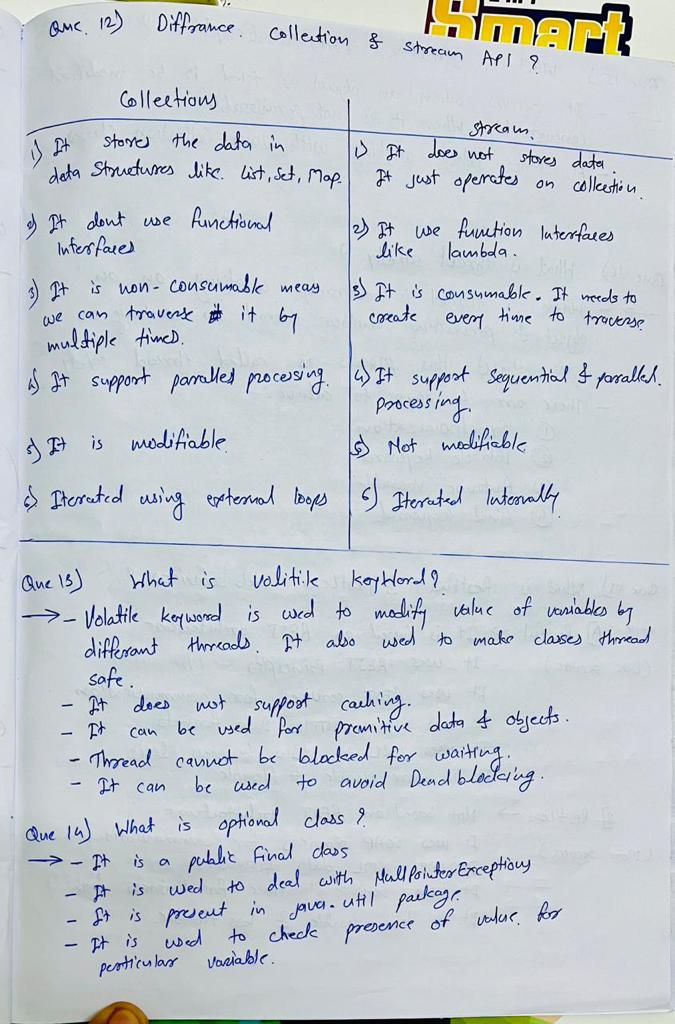 Smart
Que. 12) Diffrance. Collection & stream API ?
Collections
1) It stores the data in
data Structures like. List, Set, Map.
2) It dont use functional
Interfaces
3) It is non-consumable meas
we can traverse it by
multiple times.
4) It support paralled processing.
5) It is modifiable.
6) Iterated using external loops
stream.
1) It does not stores data.
It just operates on collection.
2) It use function Interfaces
like lambda.
3) It is consumable. It needs to
create every time to traverse
4) It support Sequential & parallel.
processing.
5) Not modifiable
6) Iterated Internally.
Que 13) What is volitile keyWord?
→ - Volatile keyword is used to modify value of variables by
differant threads. It also used to make classes thread
safe.
- It does not support caching.
- It can be used for premitive data & objects.
- Thread cannot be blocked for waiting.
- It can be used to avoid Dead blocking.
Que 14) What is optional class ?
→ - It is a public Final class
- It is used to deal with NullPointerExceptions
- It is present in java.util package.
- It is used to check presence of value. for
perticular variable.